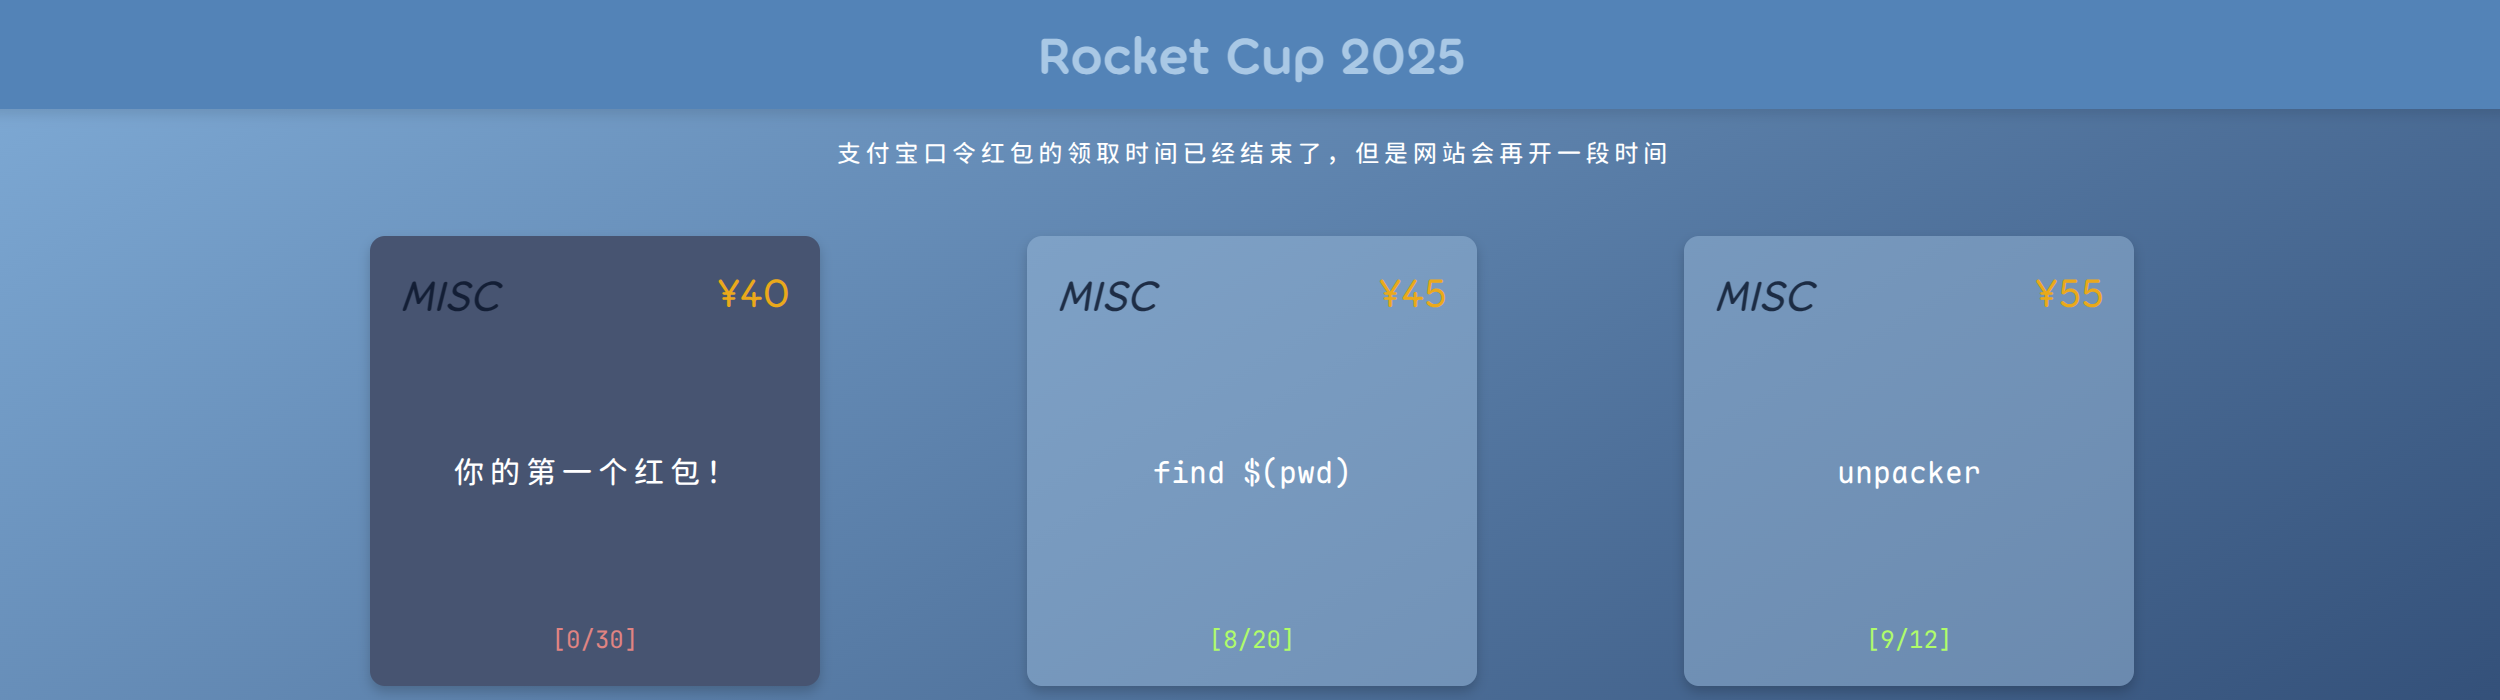 Rocket Cup 2025
支付宝口令红包的领取时间已经结束了，但是网站会再开一段时间
MISC ¥40
你的第一个红包！
[0/30]
MISC ¥45
find $(pwd)
[8/20]
MISC ¥55
unpacker
[9/12]